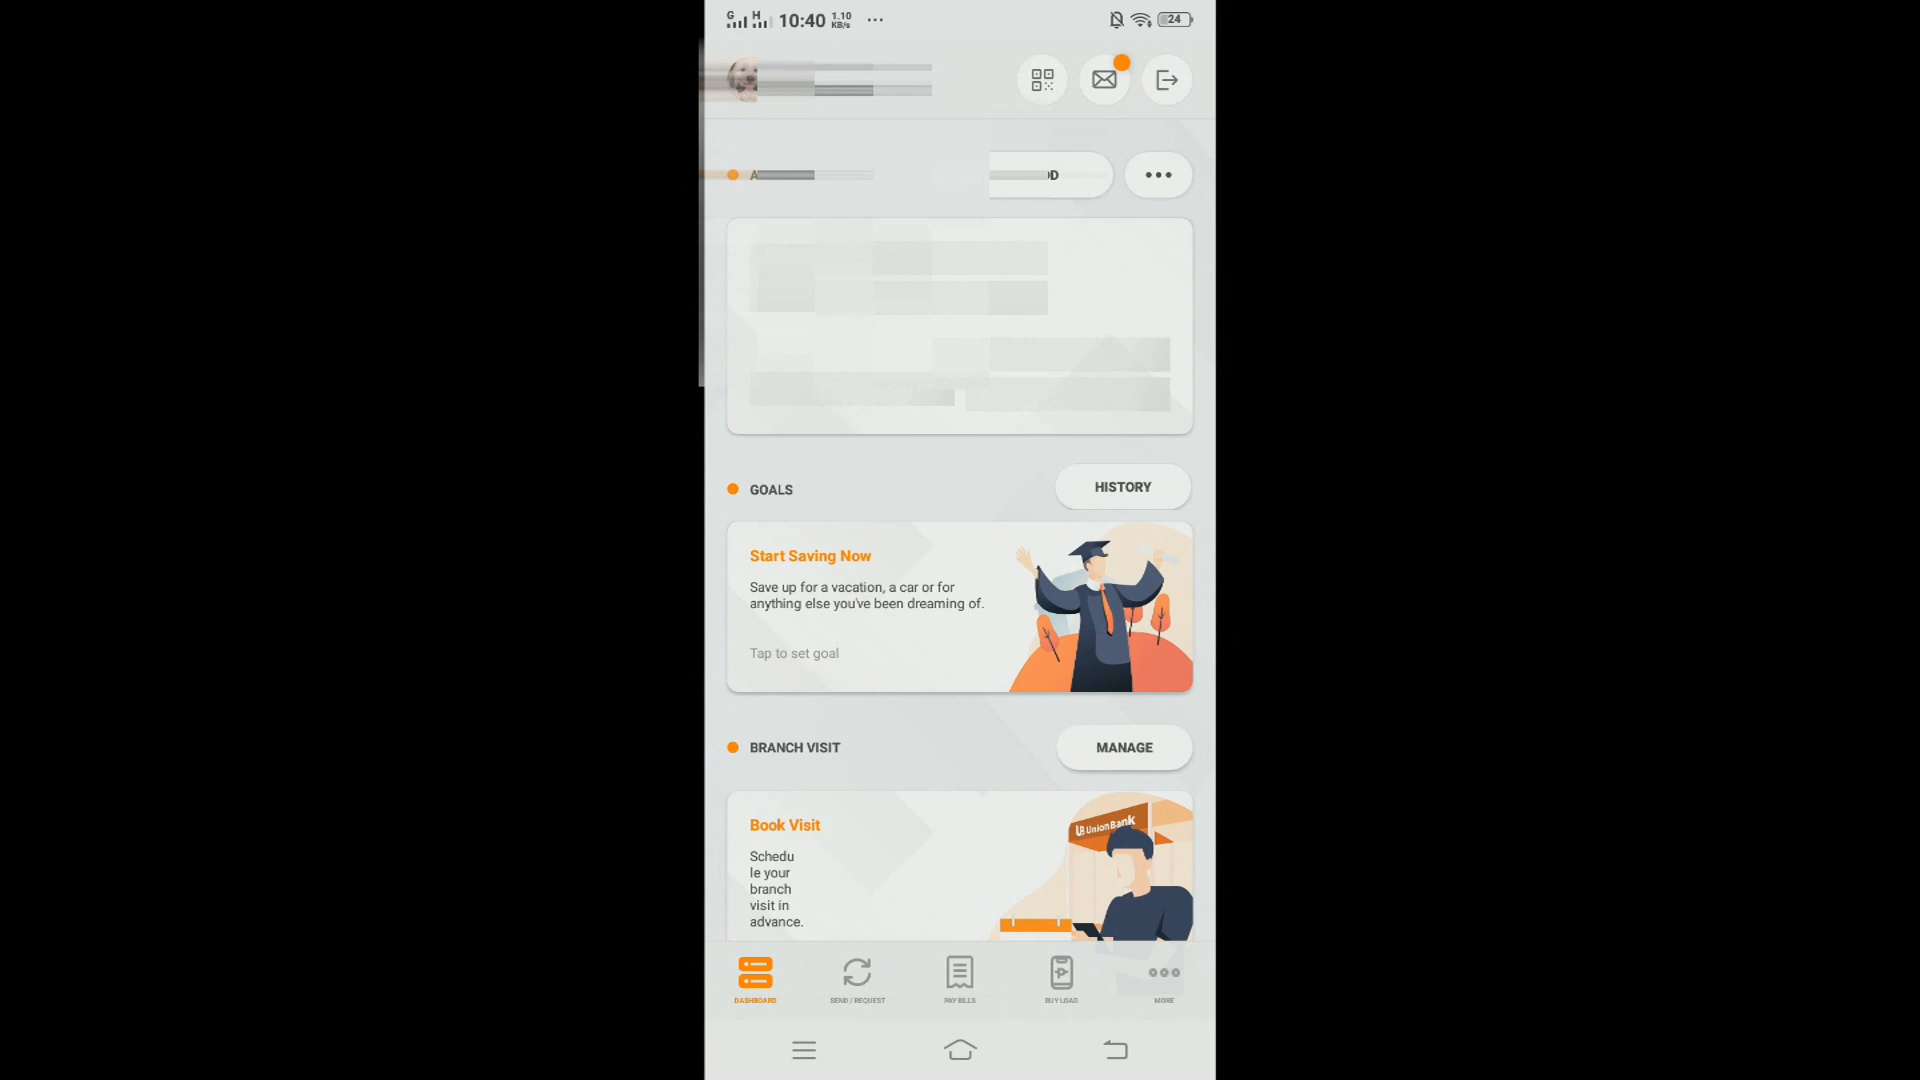 G H 10:40 1.10 KB/s ... 24
GOALS HISTORY
Start Saving Now
Save up for a vacation, a car or for
anything else you've been dreaming of.
Tap to set goal
BRANCH VISIT MANAGE
Book Visit
UB UnionBank
Schedu
le your
branch
visit in
advance.
DASHBOARD SEND / REQUEST PAY BILLS BUY LOAD MORE